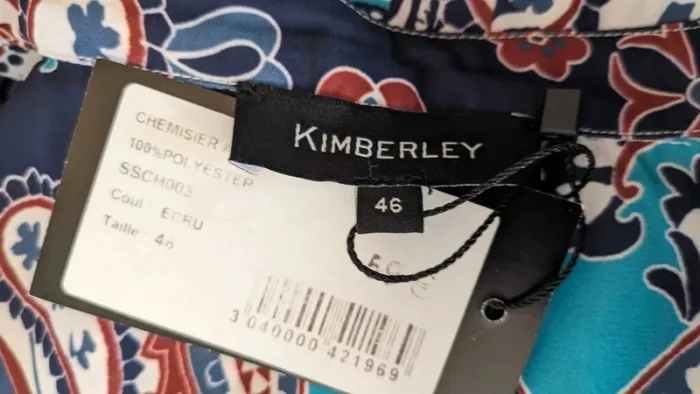 KIMBERLEY
46
CHEMISIER
100%POLYESTER
SSCH003
Coul : ECRU
Taille : 46
3 040000 421969